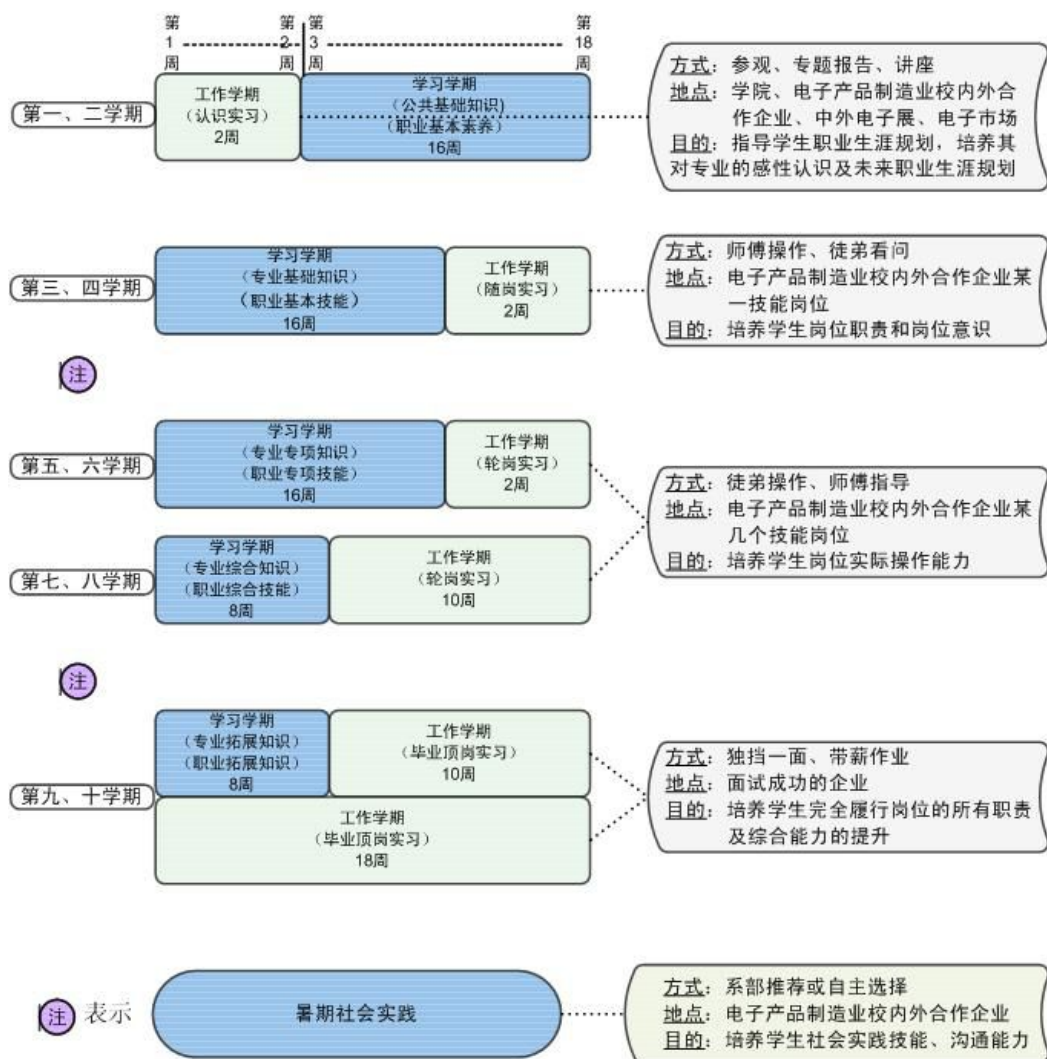 第1周
第2周
第3周
第18周
第一、二学期
工作学期
（认识实习）
2周
学习学期
（公共基础知识)
（职业基本素养）
16周
方式：参观、专题报告、讲座
地点：学院、电子产品制造业校内外合
作企业、中外电子展、电子市场
目的：指导学生职业生涯规划，培养其
对专业的感性认识及未来职业生涯规划
第三、四学期
学习学期
（专业基础知识）
（职业基本技能）
16周
工作学期
（随岗实习）
2周
方式：师傅操作、徒弟看问
地点：电子产品制造业校内外合作企业某
一技能岗位
目的：培养学生岗位职责和岗位意识
注
第五、六学期
学习学期
（专业专项知识）
（职业专项技能）
16周
工作学期
（轮岗实习）
2周
第七、八学期
学习学期
（专业综合知识）
（职业综合技能）
8周
工作学期
（轮岗实习）
10周
方式：徒弟操作、师傅指导
地点：电子产品制造业校内外合作企业某
几个技能岗位
目的：培养学生岗位实际操作能力
注
第九、十学期
学习学期
（专业拓展知识）
（职业拓展知识）
8周
工作学期
（毕业顶岗实习）
10周
工作学期
（毕业顶岗实习）
18周
方式：独挡一面、带薪作业
地点：面试成功的企业
目的：培养学生完全履行岗位的所有职责
及综合能力的提升
注 表示
暑期社会实践
方式：系部推荐或自主选择
地点：电子产品制造业校内外合作企业
目的：培养学生社会实践技能、沟通能力